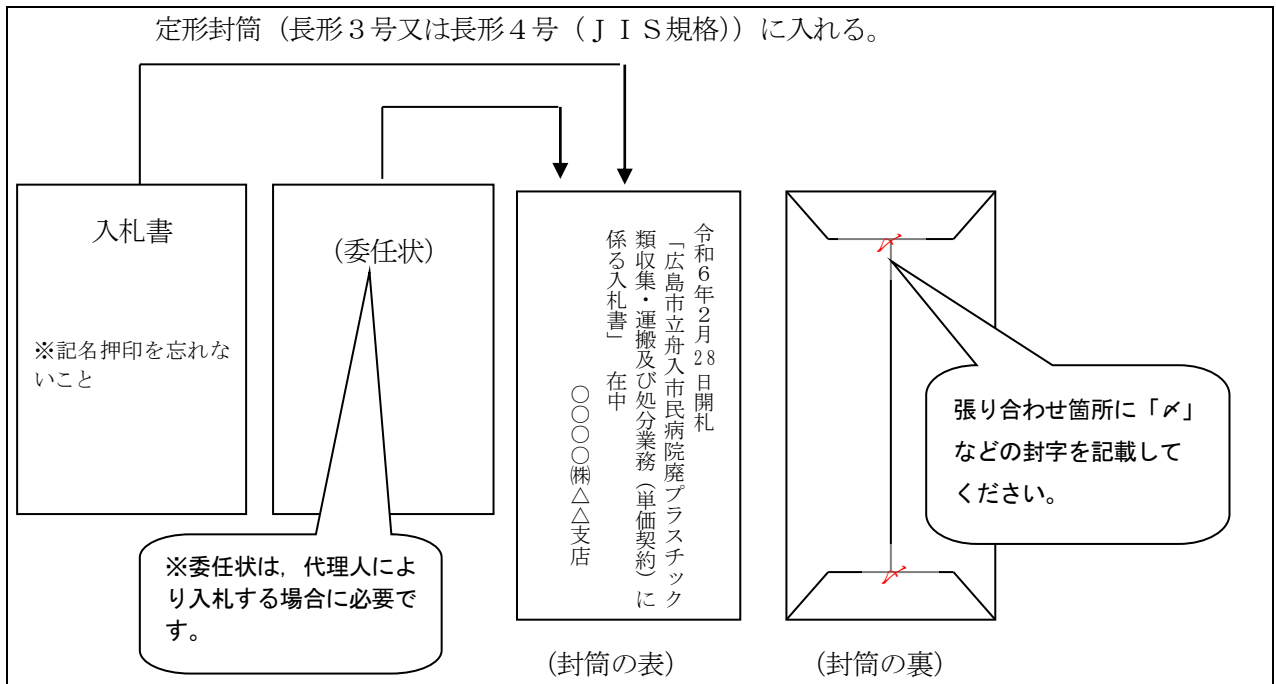 定形封筒（長形３号又は長形４号（ＪＩＳ規格））に入れる。
入札書
※記名押印を忘れな
いこと
（委任状）
※委任状は，代理人によ
り入札する場合に必要で
す。
令和６年２月28日開札
「広島市立舟入市民病院廃プラスチック
類収集・運搬及び処分業務（単価契約）に
係る入札書」　在中
○○○○㈱△△支店
（封筒の表）
〆
張り合わせ箇所に「〆」
などの封字を記載して
ください。
〆
（封筒の裏）